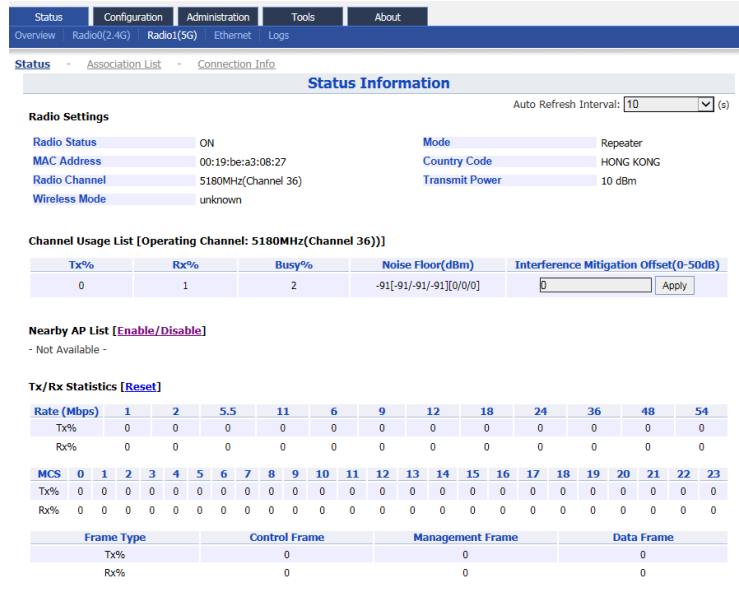 Status Configuration Administration Tools About
Overview Radio0(2.4G) Radio1(5G) Ethernet Logs
Status - Association List - Connection Info
Status Information
Auto Refresh Interval: 10 (s)
Radio Settings
Radio Status ON Mode Repeater
MAC Address 00:19:be:a3:08:27 Country Code HONG KONG
Radio Channel 5180MHz(Channel 36) Transmit Power 10 dBm
Wireless Mode unknown
Channel Usage List [Operating Channel: 5180MHz(Channel 36))]
Tx% Rx% Busy% Noise Floor(dBm) Interference Mitigation Offset(0-50dB)
0 1 2 -91[-91/-91/-91][0/0/0] 0 Apply
Nearby AP List [Enable/Disable]
- Not Available -
Tx/Rx Statistics [Reset]
Rate (Mbps) 1 2 5.5 11 6 9 12 18 24 36 48 54
Tx% 0 0 0 0 0 0 0 0 0 0 0 0
Rx% 0 0 0 0 0 0 0 0 0 0 0 0
MCS 0 1 2 3 4 5 6 7 8 9 10 11 12 13 14 15 16 17 18 19 20 21 22 23
Tx% 0 0 0 0 0 0 0 0 0 0 0 0 0 0 0 0 0 0 0 0 0 0 0 0
Rx% 0 0 0 0 0 0 0 0 0 0 0 0 0 0 0 0 0 0 0 0 0 0 0 0
Frame Type Control Frame Management Frame Data Frame
Tx% 0 0 0
Rx% 0 0 0